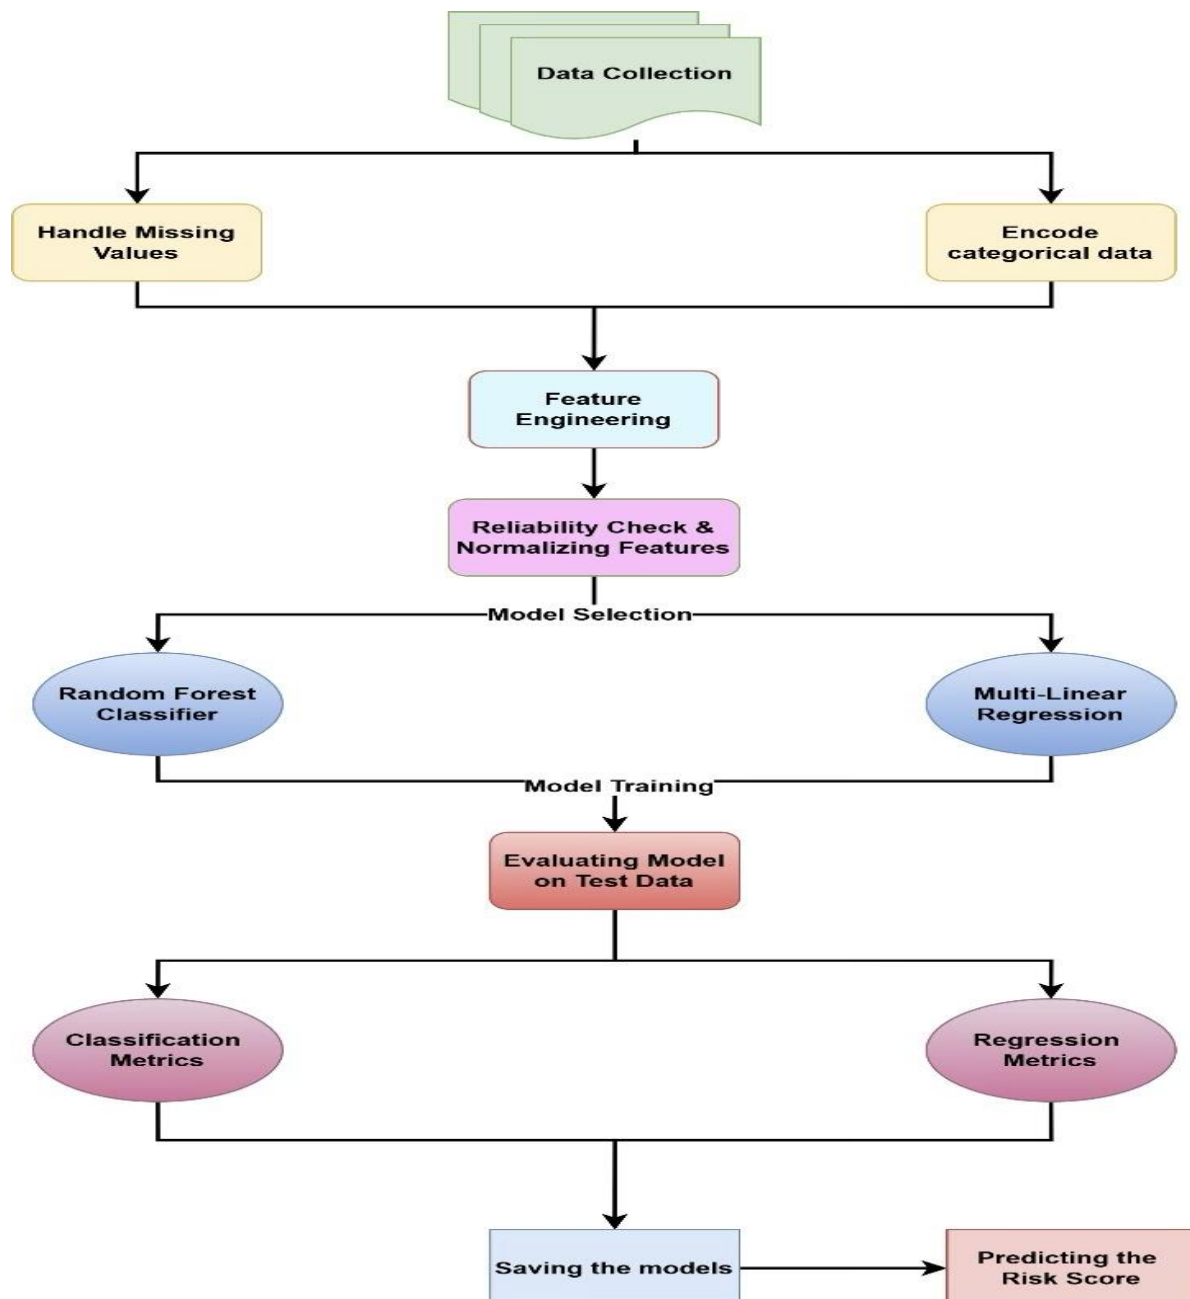 Data Collection
Handle Missing
Values
Encode
categorical data
Feature
Engineering
Reliability Check &
Normalizing Features
Model Selection
Random Forest
Classifier
Multi-Linear
Regression
Model Training
Evaluating Model
on Test Data
Classification
Metrics
Regression
Metrics
Saving the models
Predicting the
Risk Score